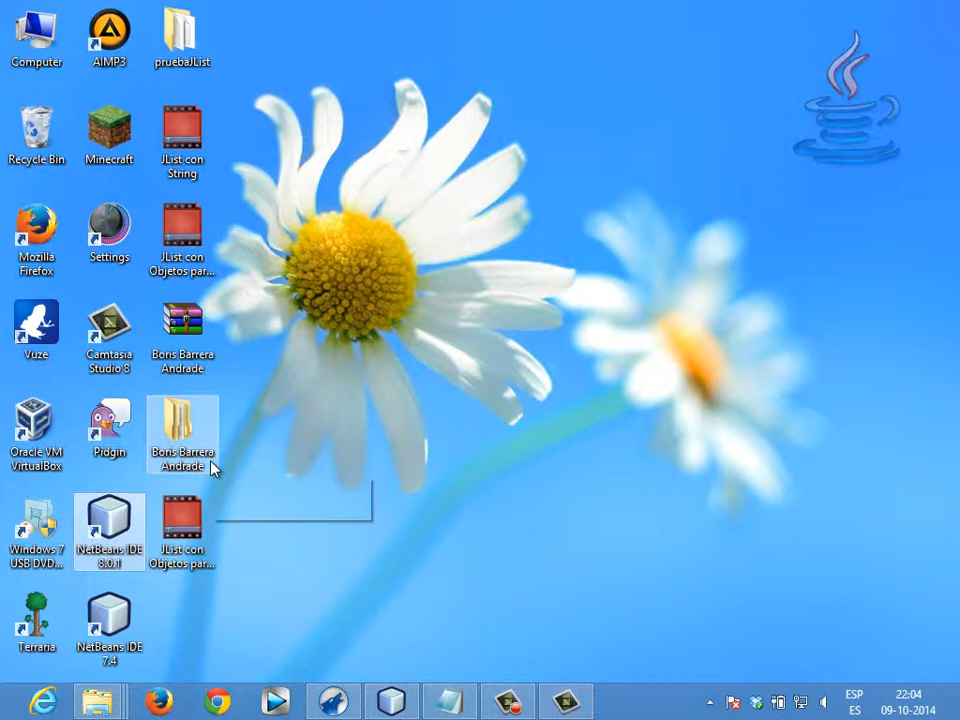 Computer
AIMP3
pruebaJList
Recycle Bin
Minecraft
JList con
String
Mozilla
Firefox
Settings
JList con
Objetos par...
Vuze
Camtasia
Studio 8
Boris Barrera
Andrade
Oracle VM
VirtualBox
Pidgin
Boris Barrera
Andrade
Windows 7
USB DVD...
NetBeans IDE
8.0.1
JList con
Objetos par...
Terraria
NetBeans IDE
7.4
ESP
ES
22:04
09-10-2014